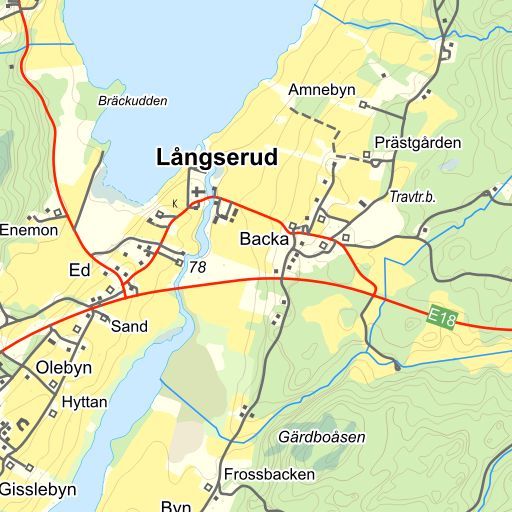 Amnebyn
Bräckudden
Prästgården
Långserud
Travtr.b.
K
Enemon
Backa
Ed
78
E18
Sand
Olebyn
Hyttan
Gärdboåsen
Frossbacken
Gisslebyn
Byn